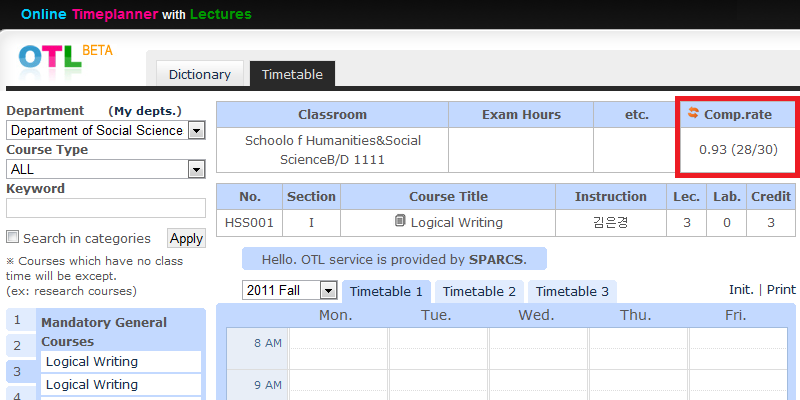 Online Timeplanner with Lectures
OTL BETA
Dictionary
Timetable
Department (My depts.)
Department of Social Science
Course Type
ALL
Keyword
Search in categories
Apply
※ Courses which have no class
time will be except.
(ex: research courses)
1
2
3
4
Mandatory General
Courses
Logical Writing
Logical Writing
Classroom Exam Hours etc. Comp.rate
Schoolo f Humanities&Social
ScienceB/D 1111
0.93 (28/30)
No. Section Course Title Instruction Lec. Lab. Credit
HSS001 I Logical Writing 김은경 3 0 3
Hello. OTL service is provided by SPARCS.
2011 Fall
Timetable 1 Timetable 2 Timetable 3
Init. | Print
Mon. Tue. Wed. Thu. Fri.
8 AM
9 AM